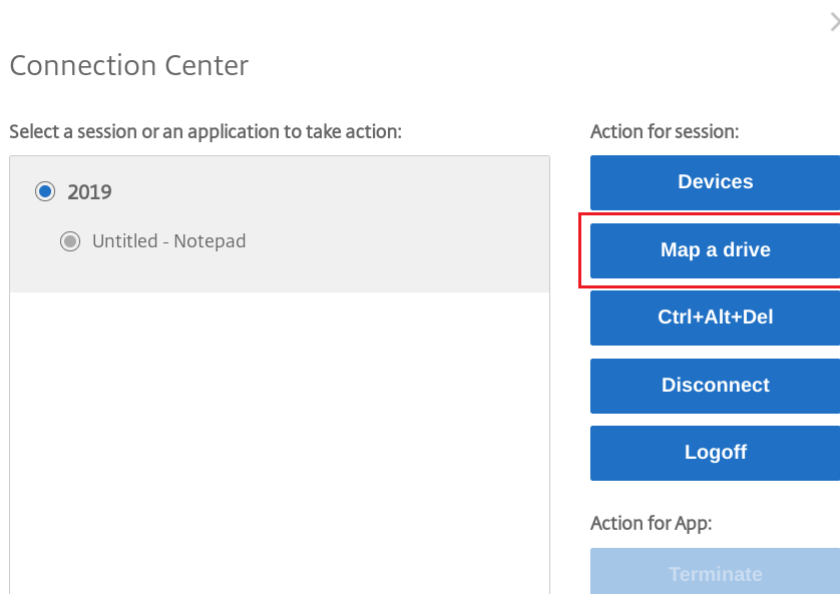 Connection Center
Select a session or an application to take action:
2019
Untitled - Notepad
Action for session:
Devices
Map a drive
Ctrl+Alt+Del
Disconnect
Logoff
Action for App:
Terminate